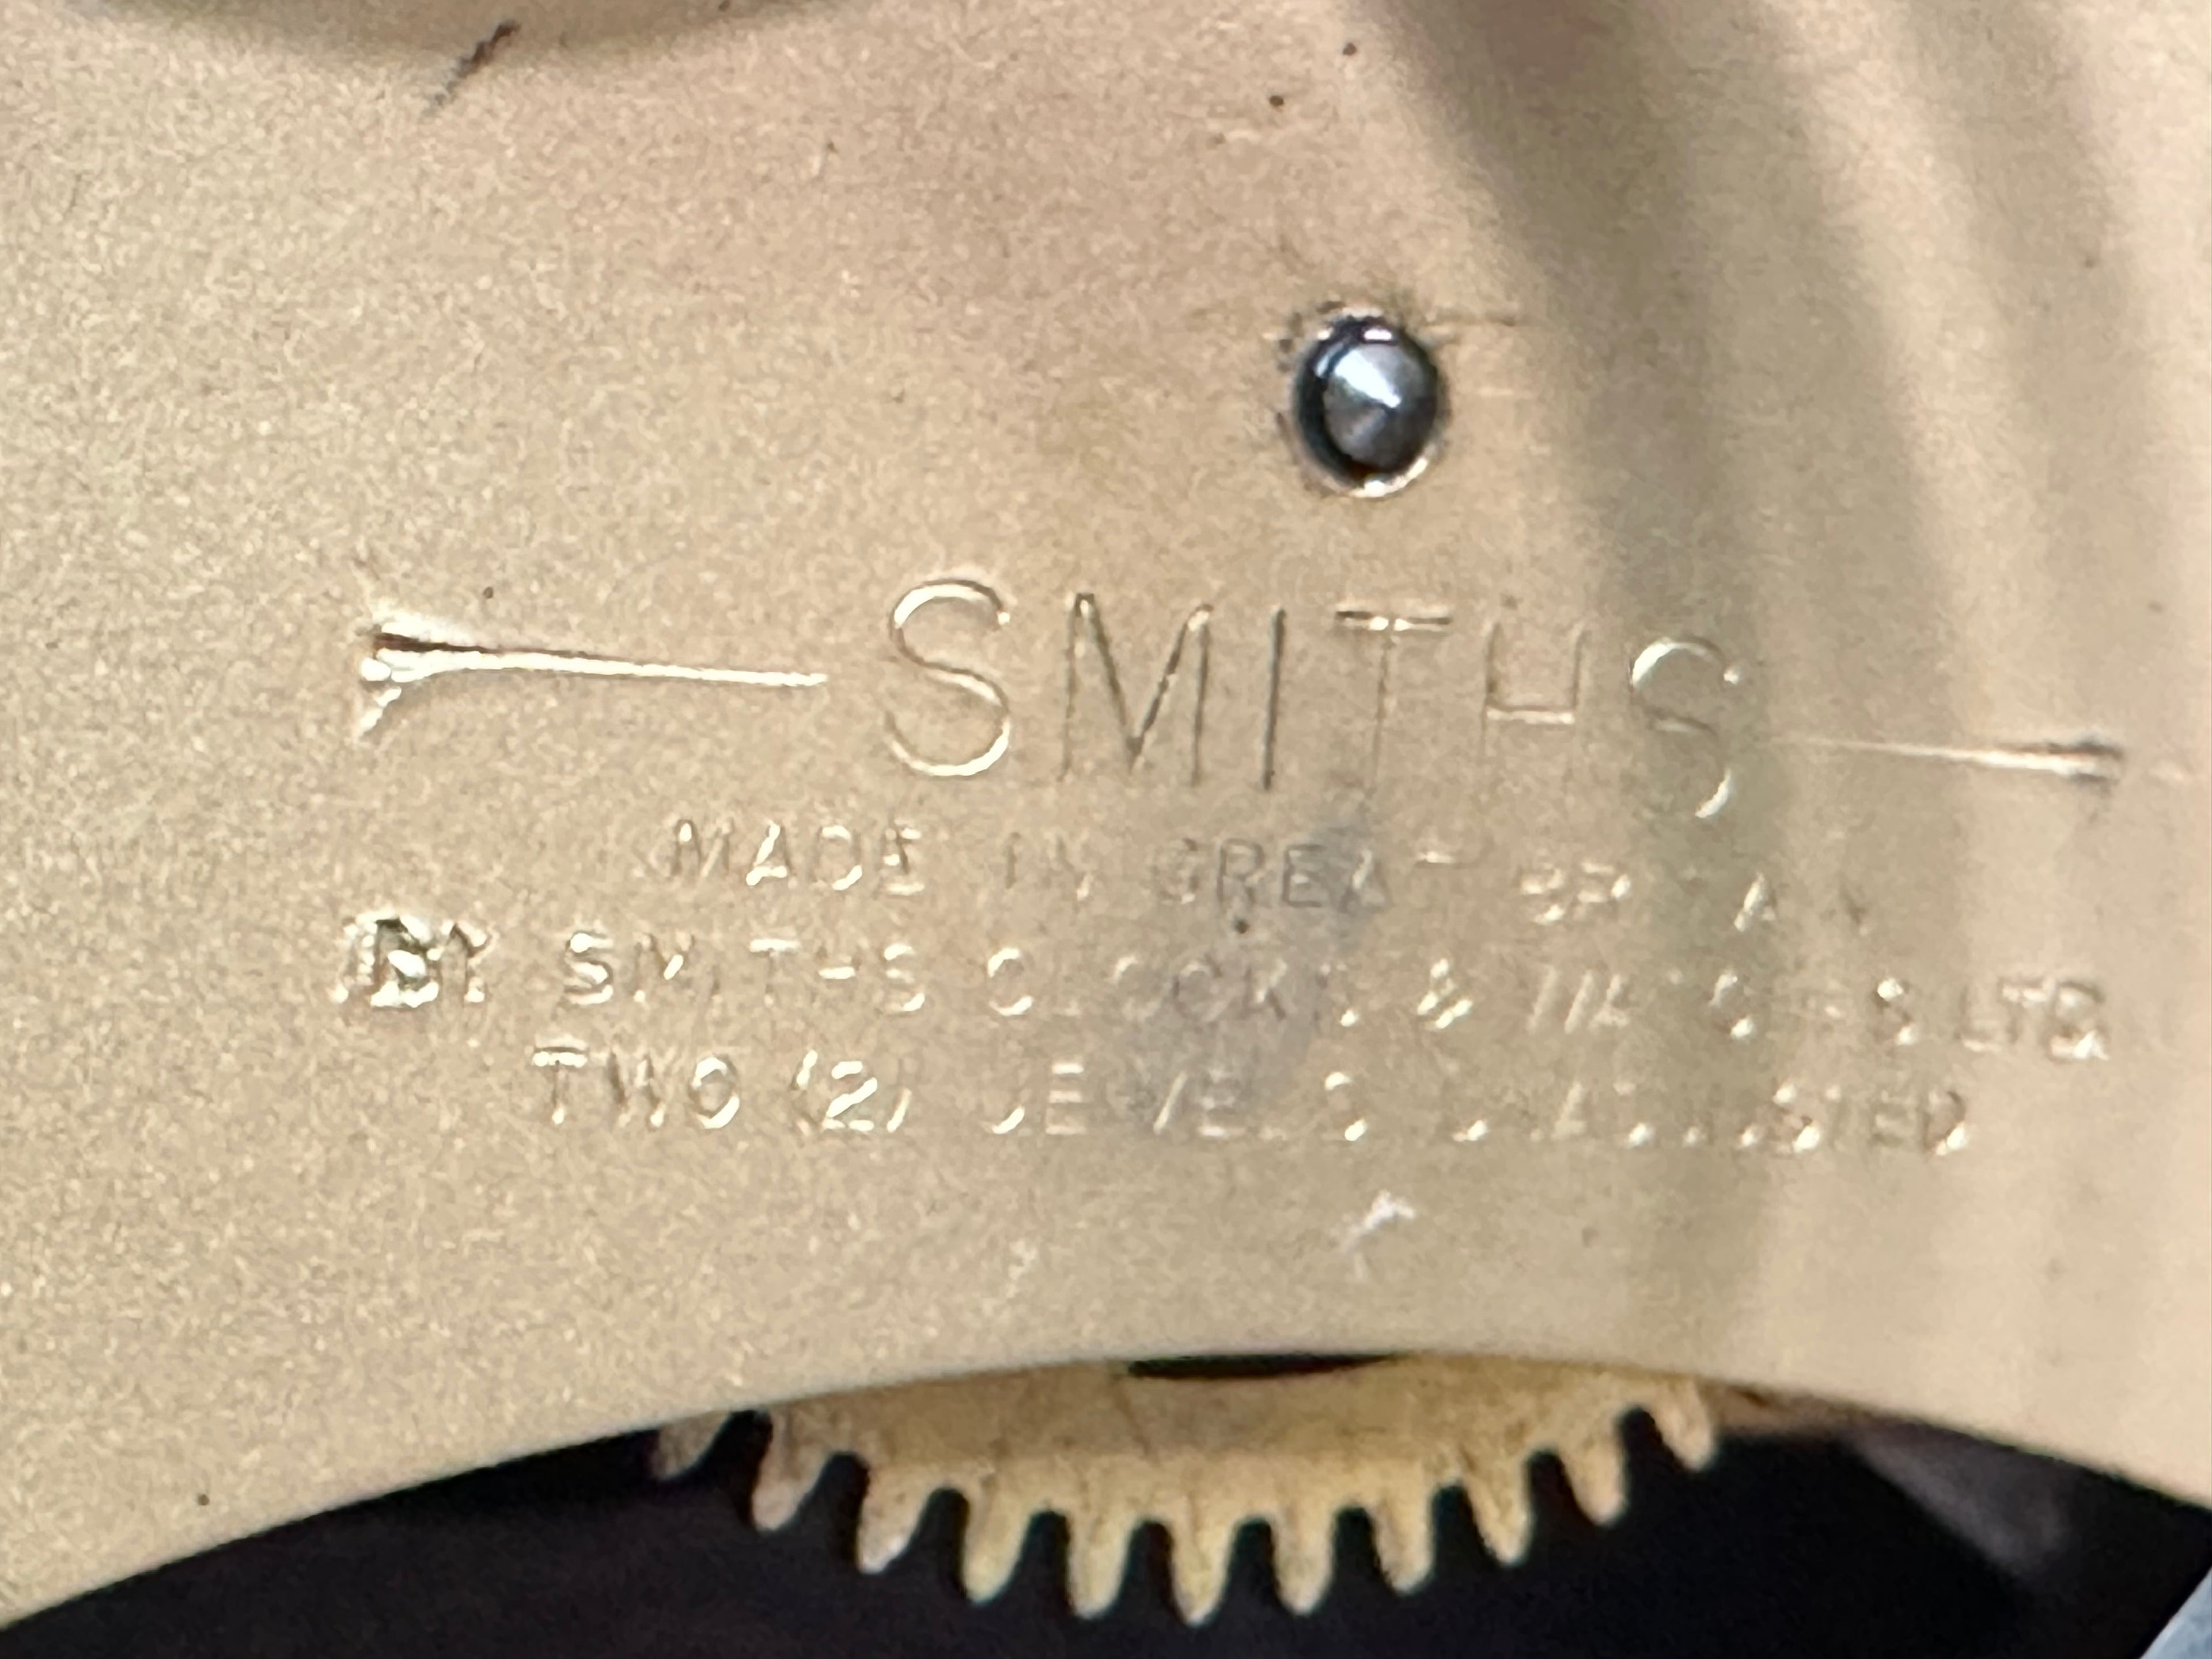 SMITHS
MADE IN GREAT BRITAIN
BY SMITHS CLOCKS & WATCHES LTD
TWO (2) JEWELS UNADJUSTED